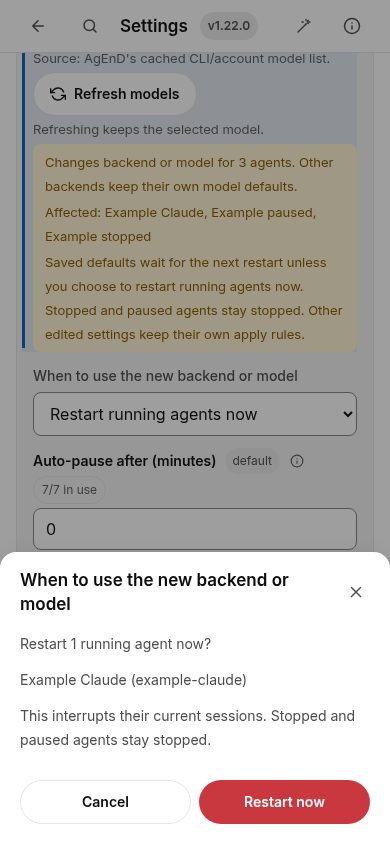 Settings v1.22.0
Source: AgEnD's cached CLI/account model list.
Refresh models
Refreshing keeps the selected model.
Changes backend or model for 3 agents. Other
backends keep their own model defaults.
Affected: Example Claude, Example paused,
Example stopped
Saved defaults wait for the next restart unless
you choose to restart running agents now.
Stopped and paused agents stay stopped. Other
edited settings keep their own apply rules.
When to use the new backend or model
Restart running agents now
Auto-pause after (minutes) default
7/7 in use
0
When to use the new backend or
model
Restart 1 running agent now?
Example Claude (example-claude)
This interrupts their current sessions. Stopped and
paused agents stay stopped.
Cancel Restart now